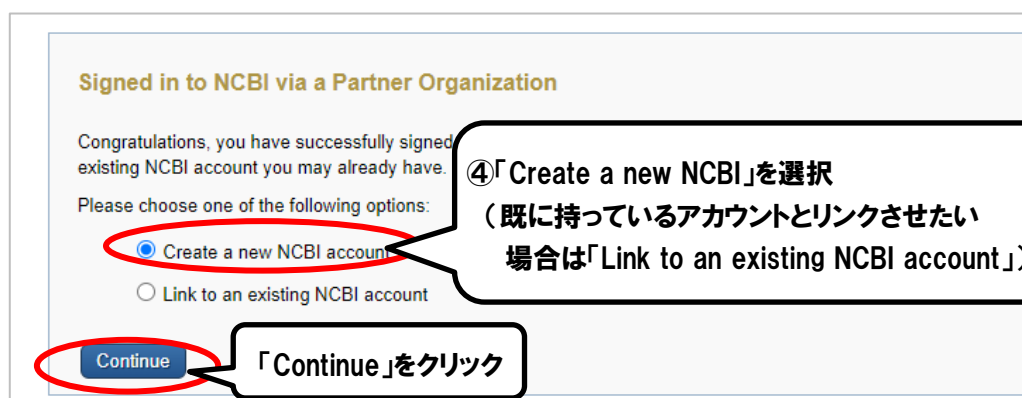 Signed in to NCBI via a Partner Organization
Congratulations, you have successfully signed
existing NCBI account you may already have.
Please choose one of the following options:
Create a new NCBI account
Link to an existing NCBI account
Continue
④「Create a new NCBI」を選択
（既に持っているアカウントとリンクさせたい
場合は「Link to an existing NCBI account」）
「Continue」をクリック